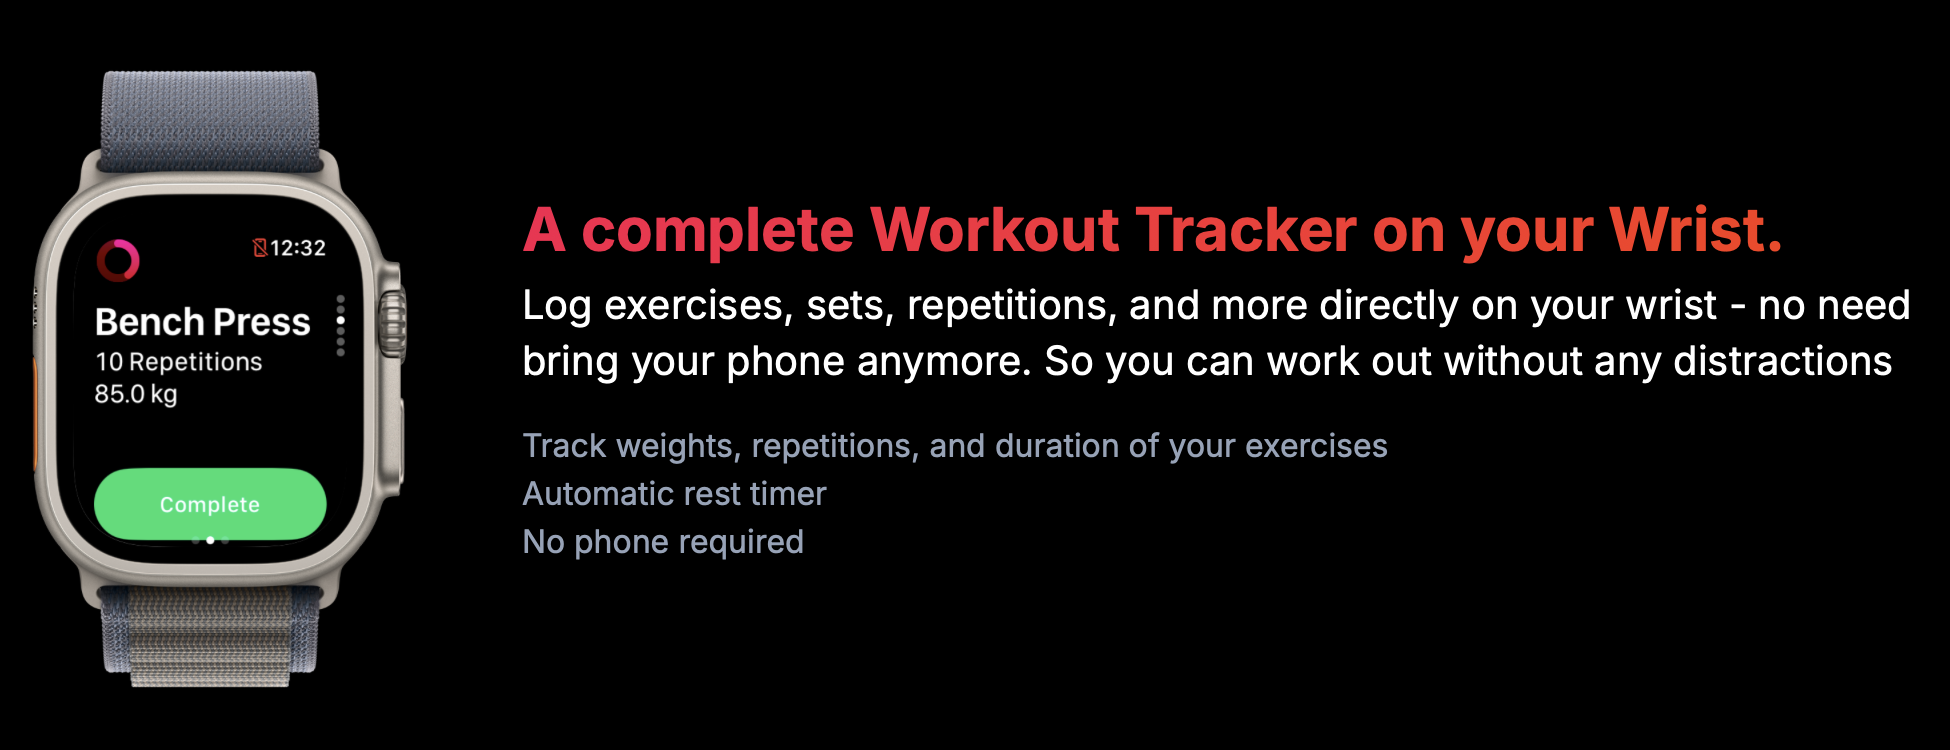 12:32
Bench Press
10 Repetitions
85.0 kg
Complete
A complete Workout Tracker on your Wrist.
Log exercises, sets, repetitions, and more directly on your wrist - no need
bring your phone anymore. So you can work out without any distractions
Track weights, repetitions, and duration of your exercises
Automatic rest timer
No phone required